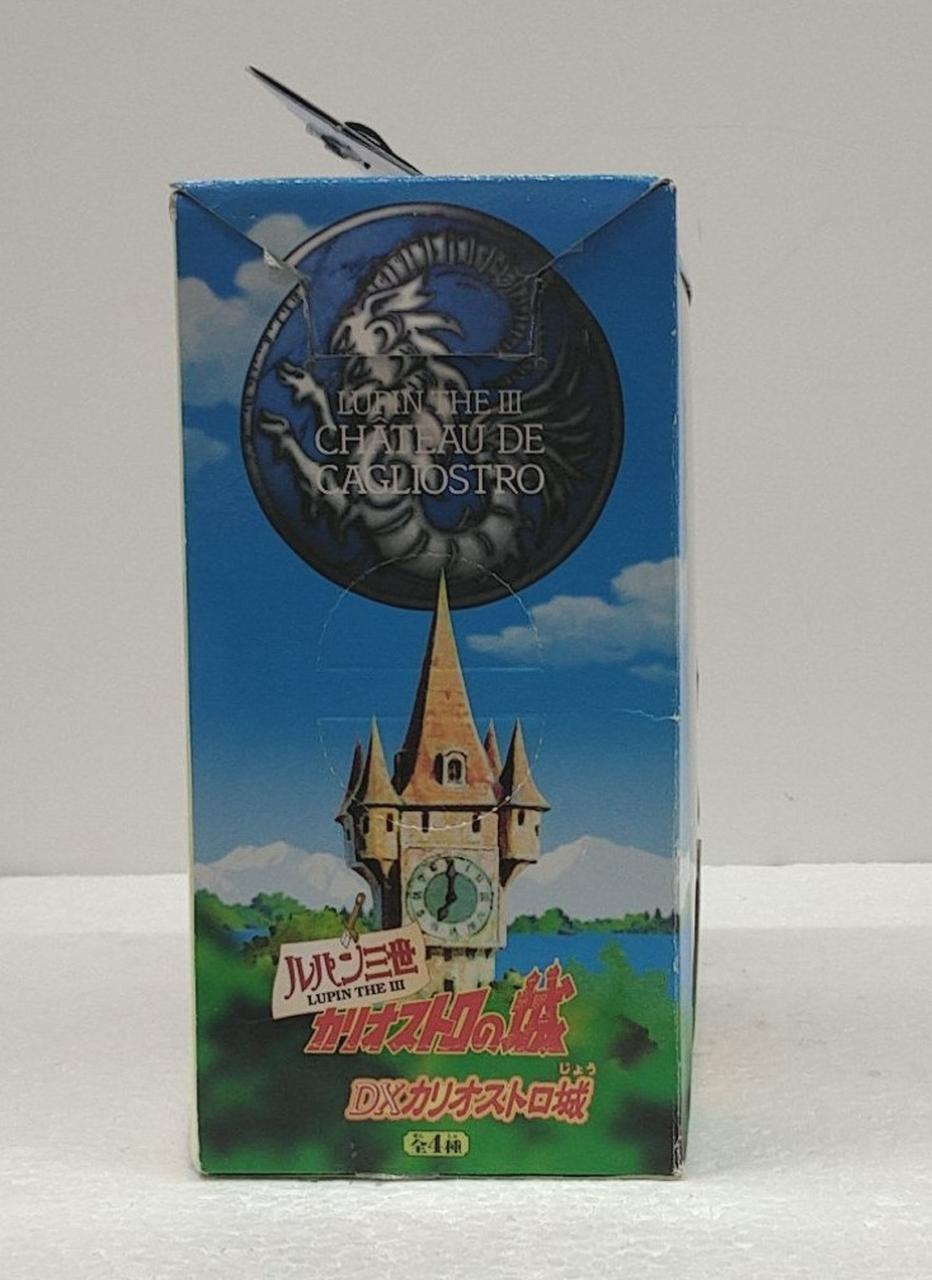 LUPIN THE III
CHÂTEAU DE
CAGLIOSTRO
ルパン三世
LUPIN THE III
カリオストロの城
じょう
DXカリオストロ城
全4種